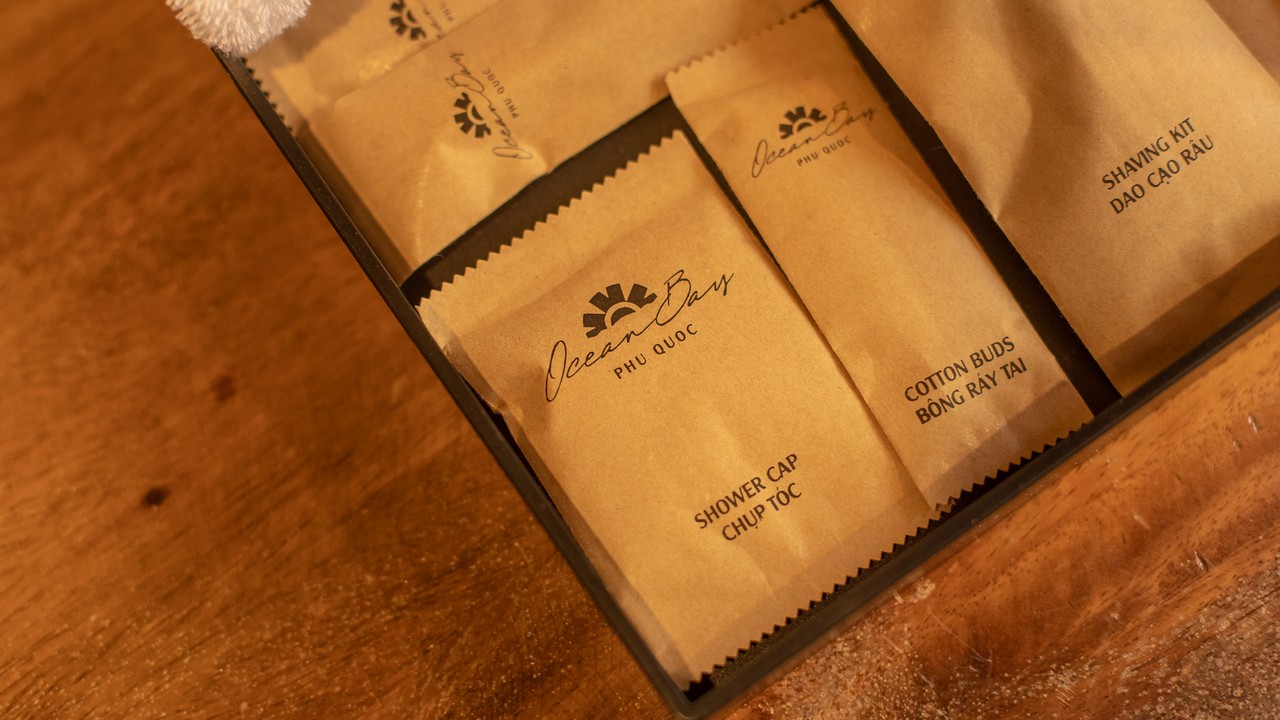 Ocean Bay
PHU QUOC
Ocean Bay
PHU QUOC
SHAVING KIT
DAO CẠO RÂU
COTTON BUDS
BÔNG RÁY TAI
Ocean Bay
PHU QUOC
SHOWER CAP
CHỤP TÓC